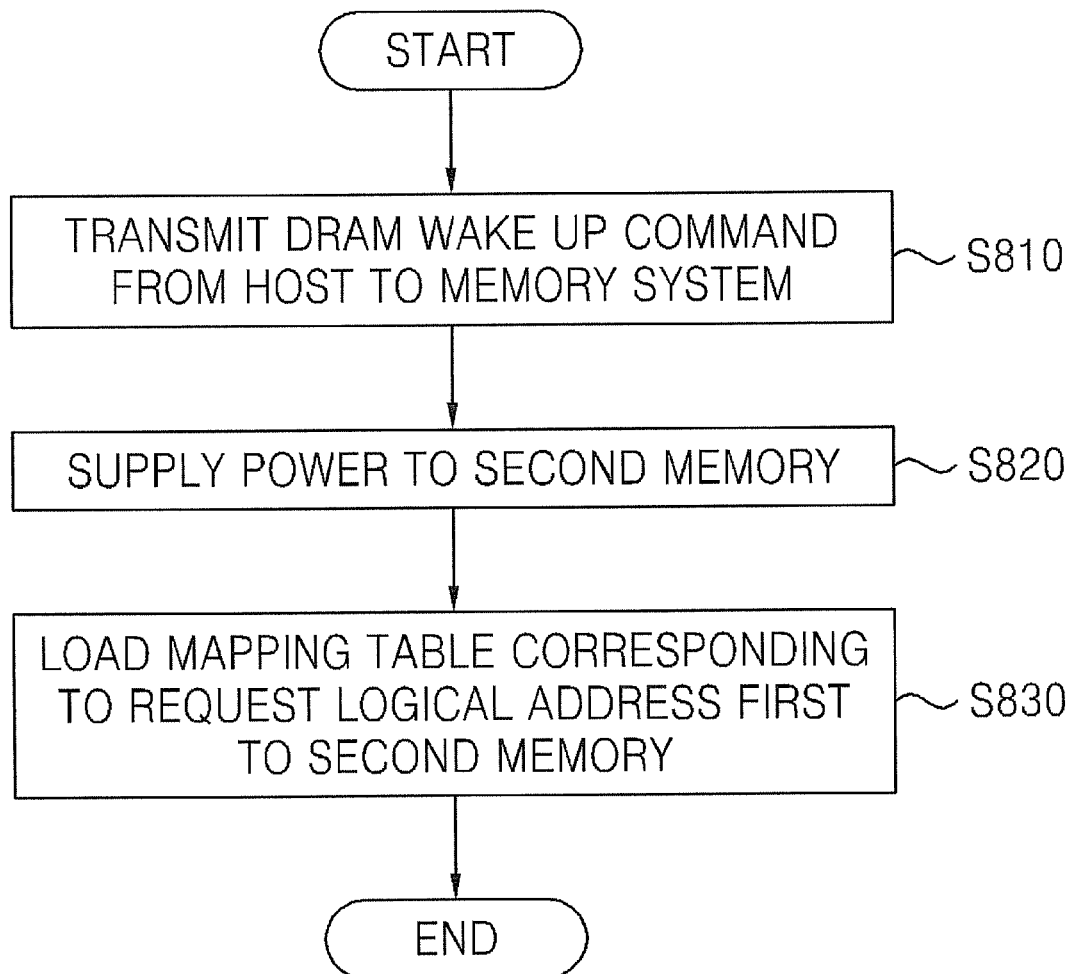 START
TRANSMIT DRAM WAKE UP COMMAND
FROM HOST TO MEMORY SYSTEM
S810
SUPPLY POWER TO SECOND MEMORY
S820
LOAD MAPPING TABLE CORRESPONDING
TO REQUEST LOGICAL ADDRESS FIRST
TO SECOND MEMORY
S830
END